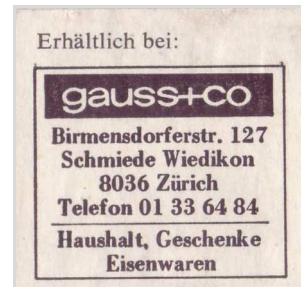 Erhältlich bei:
gauss+co
Birmensdorferstr. 127
Schmiede Wiedikon
8036 Zürich
Telefon 01 33 64 84
Haushalt, Geschenke
Eisenwaren